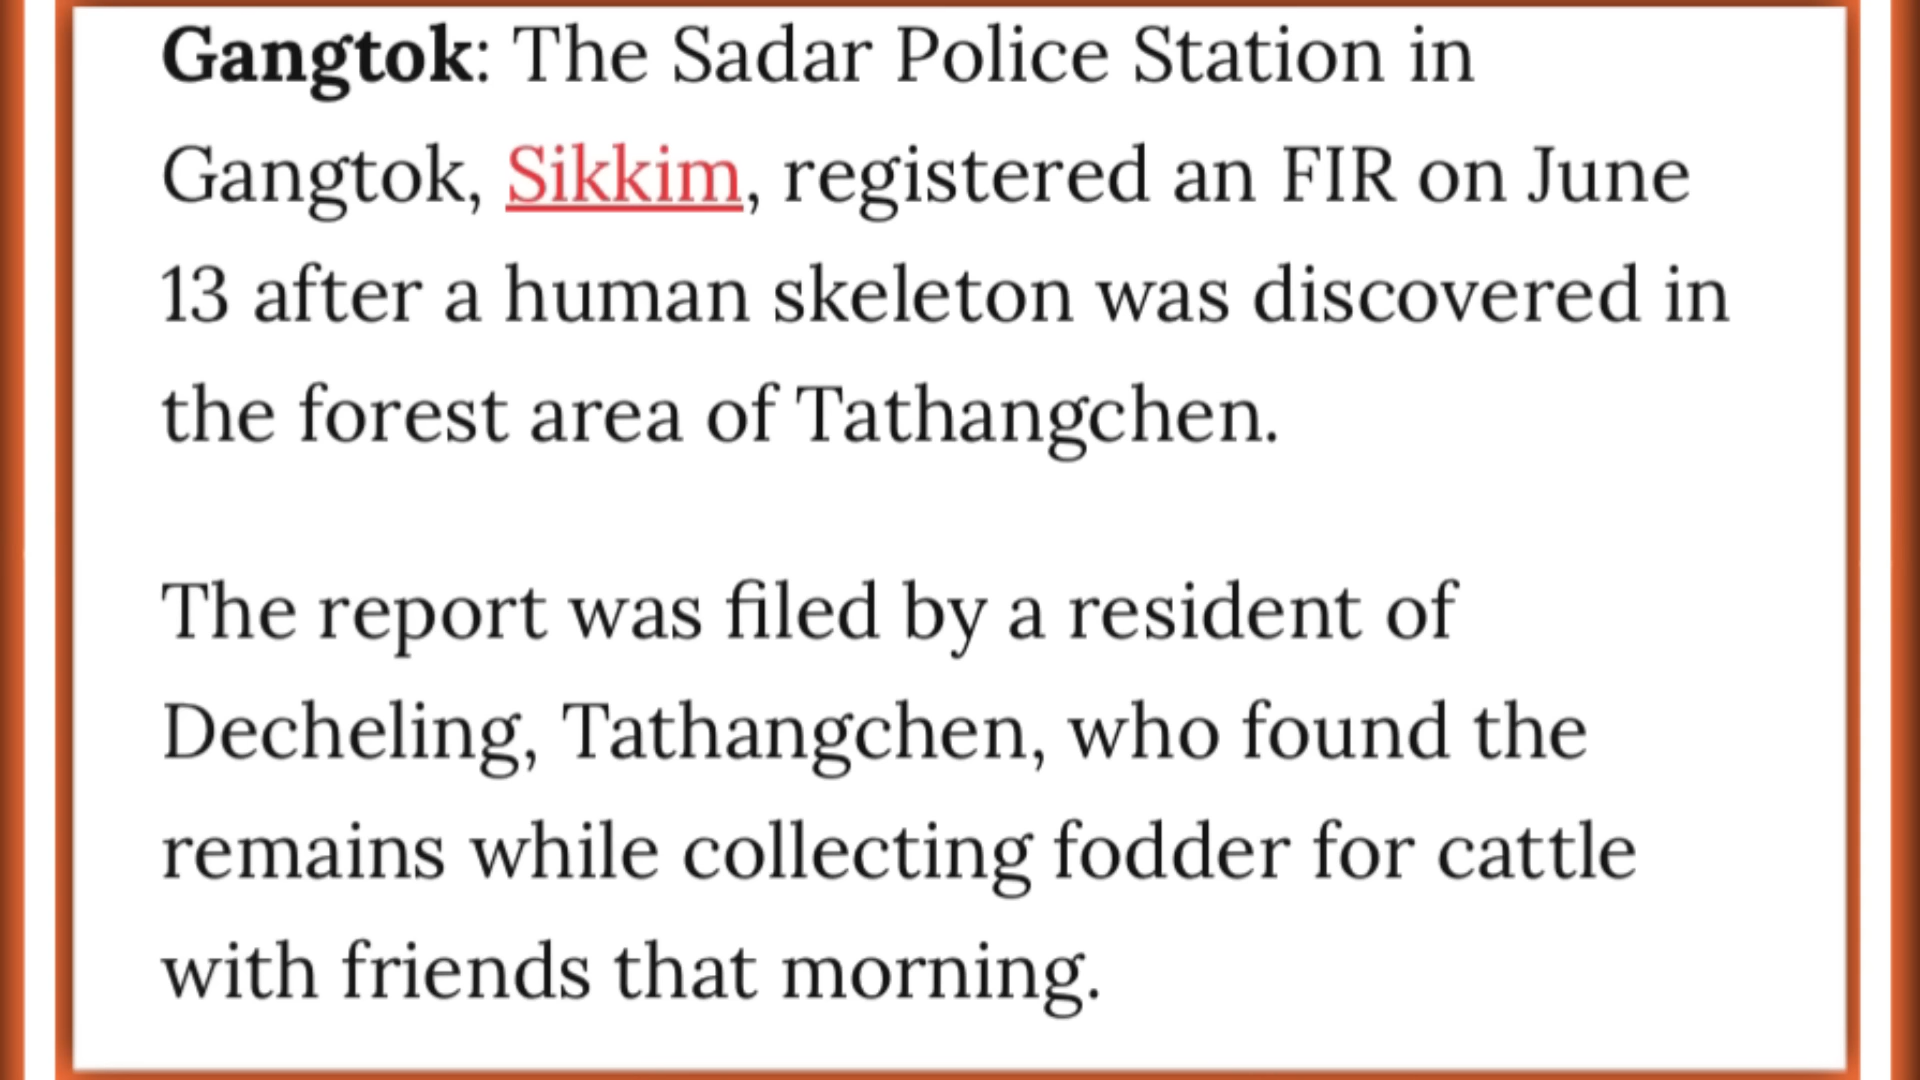 Gangtok: The Sadar Police Station in
Gangtok, Sikkim, registered an FIR on June
13 after a human skeleton was discovered in
the forest area of Tathangchen.
The report was filed by a resident of
Decheling, Tathangchen, who found the
remains while collecting fodder for cattle
with friends that morning.